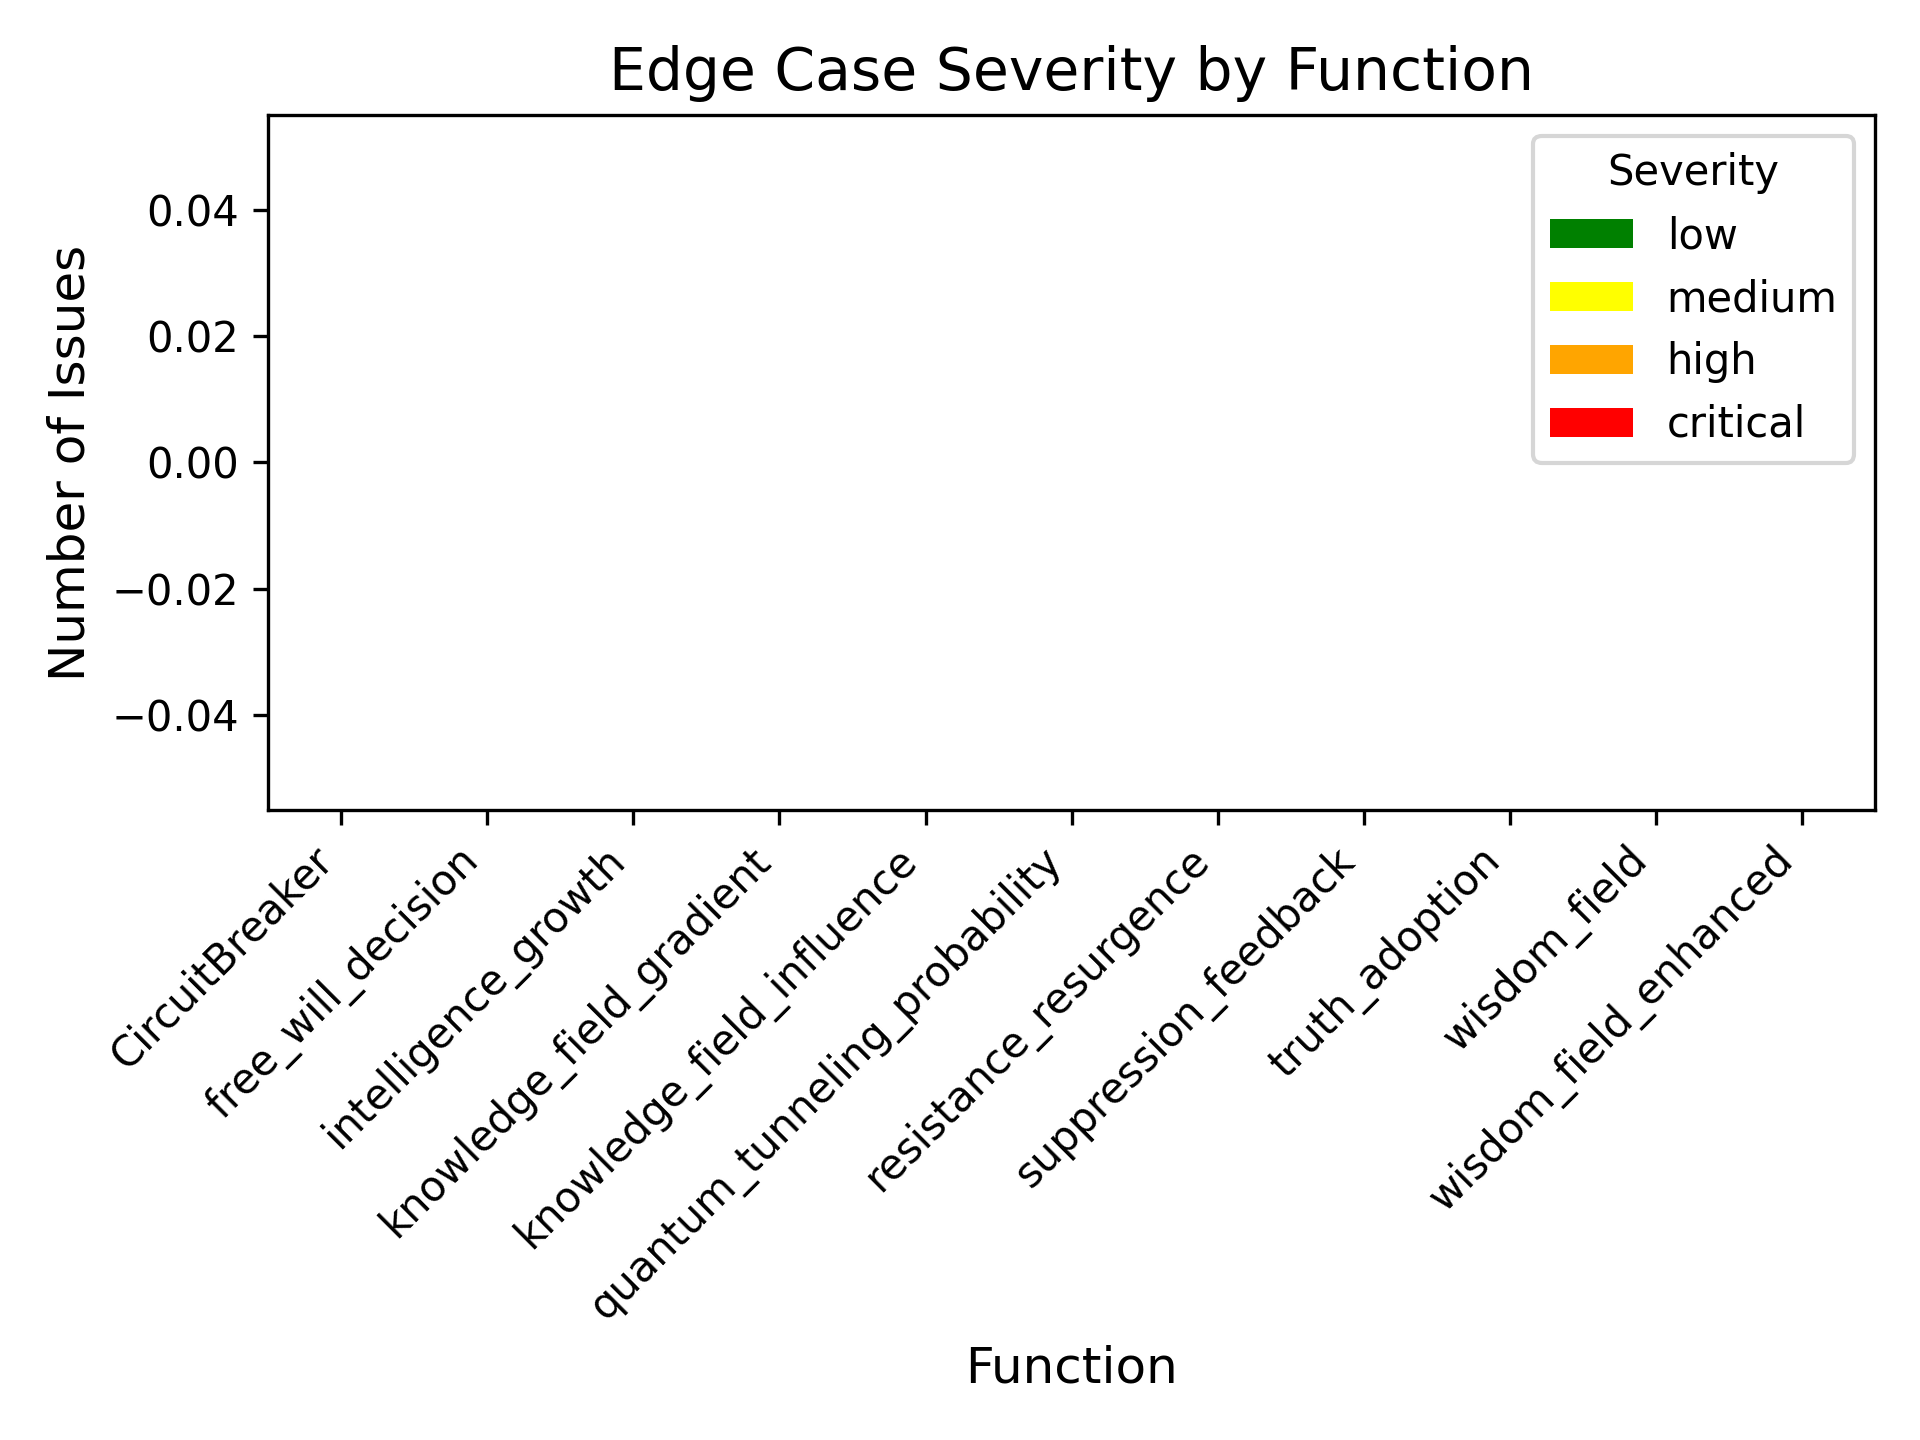 Edge Case Severity by Function
Number of Issues
0.04
0.02
0.00
−0.02
−0.04
Severity
low
medium
high
critical
CircuitBreaker
free_will_decision
intelligence_growth
knowledge_field_gradient
knowledge_field_influence
quantum_tunneling_probability
resistance_resurgence
suppression_feedback
truth_adoption
wisdom_field
wisdom_field_enhanced
Function